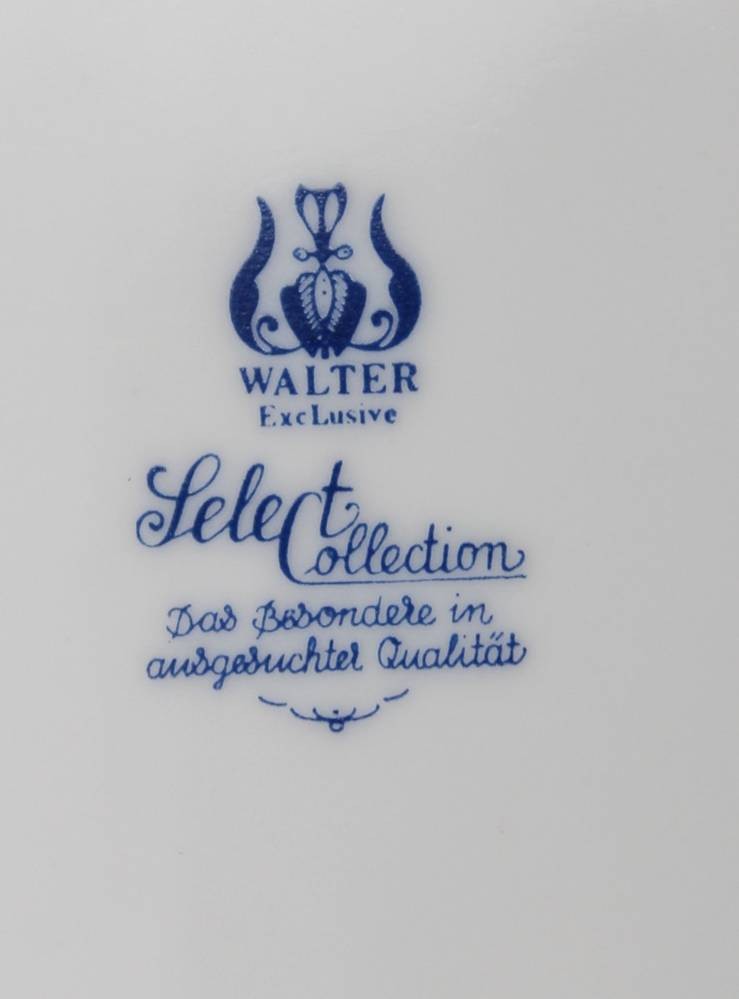 WALTER
ExcLusive
Select
Collection
Das Besondere in
ausgesuchter Qualität